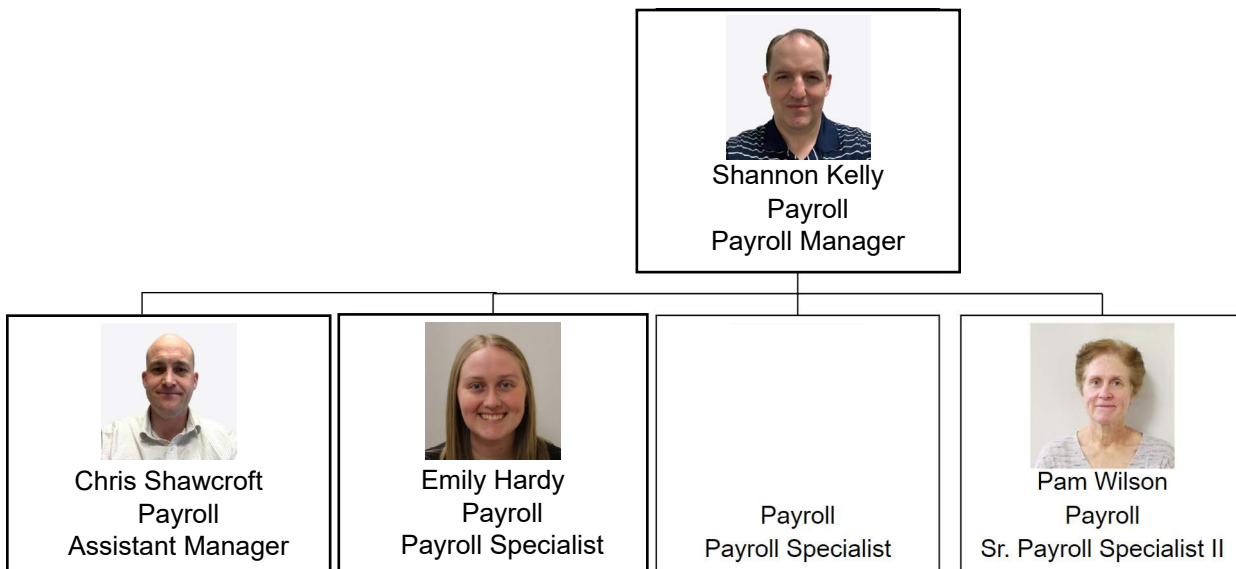 Shannon Kelly
Payroll
Payroll Manager
Chris Shawcroft
Payroll
Assistant Manager
Emily Hardy
Payroll
Payroll Specialist
Payroll
Payroll Specialist
Pam Wilson
Payroll
Sr. Payroll Specialist II